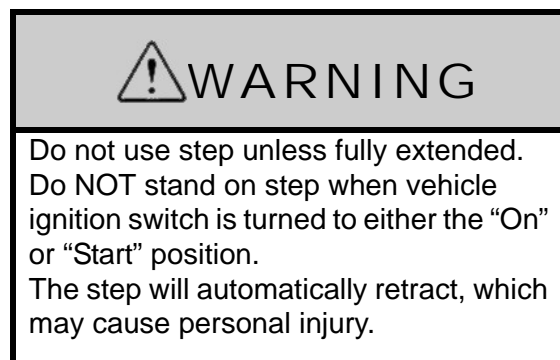 WARNING
Do not use step unless fully extended.
Do NOT stand on step when vehicle
ignition switch is turned to either the “On”
or “Start” position.
The step will automatically retract, which
may cause personal injury.